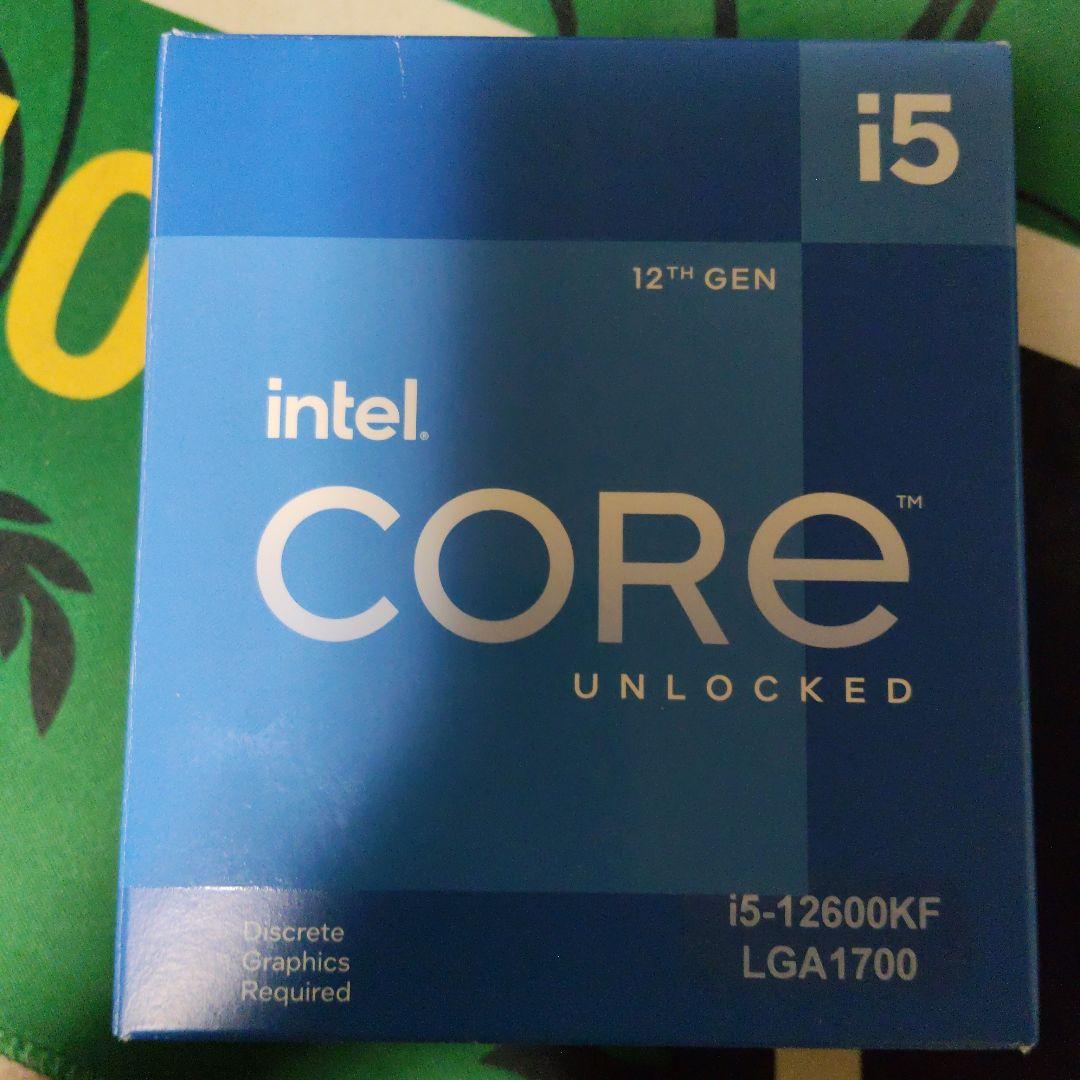 i5
12TH GEN
intel®
CORE™
UNLOCKED
i5-12600KF
LGA1700
Discrete
Graphics
Required
O